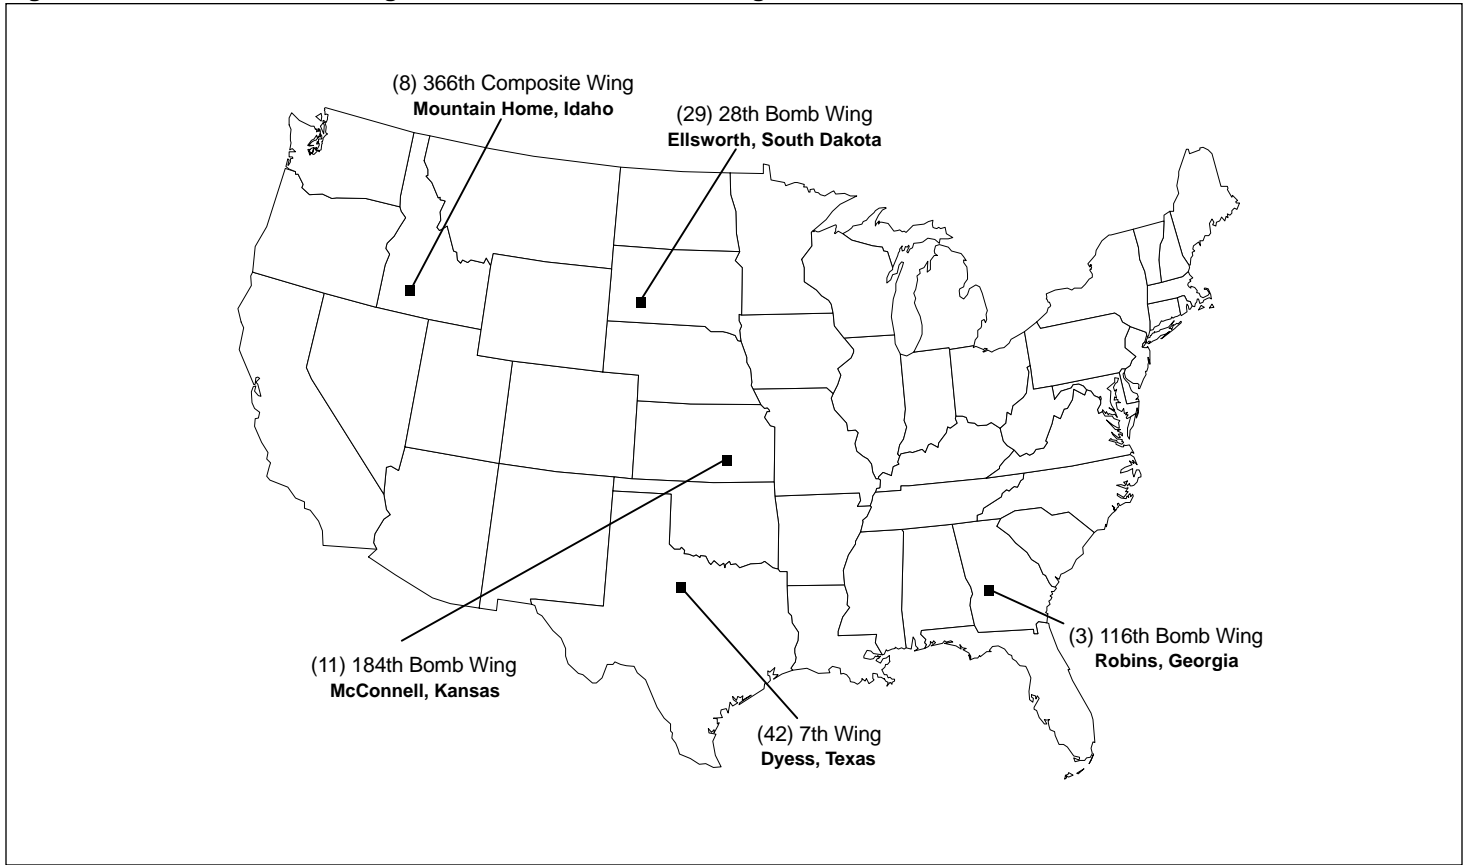 (8) 366th Composite Wing
Mountain Home, Idaho
(29) 28th Bomb Wing
Ellsworth, South Dakota
(11) 184th Bomb Wing
McConnell, Kansas
(3) 116th Bomb Wing
Robins, Georgia
(42) 7th Wing
Dyess, Texas